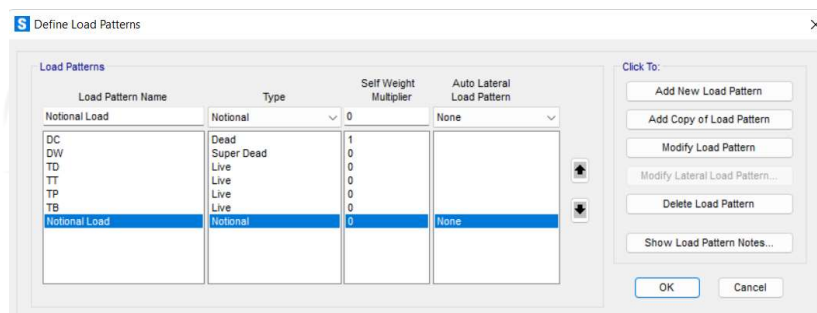 S Define Load Patterns
Load Patterns
Click To:
Load Pattern Name Type Self Weight Multiplier Auto Lateral Load Pattern
Notional Load Notional 0 None
DC Dead 1
DW Super Dead 0
TD Live 0
TT Live 0
TP Live 0
TB Live 0
Notional Load Notional 0 None
Add New Load Pattern
Add Copy of Load Pattern
Modify Load Pattern
Modify Lateral Load Pattern...
Delete Load Pattern
Show Load Pattern Notes...
OK Cancel